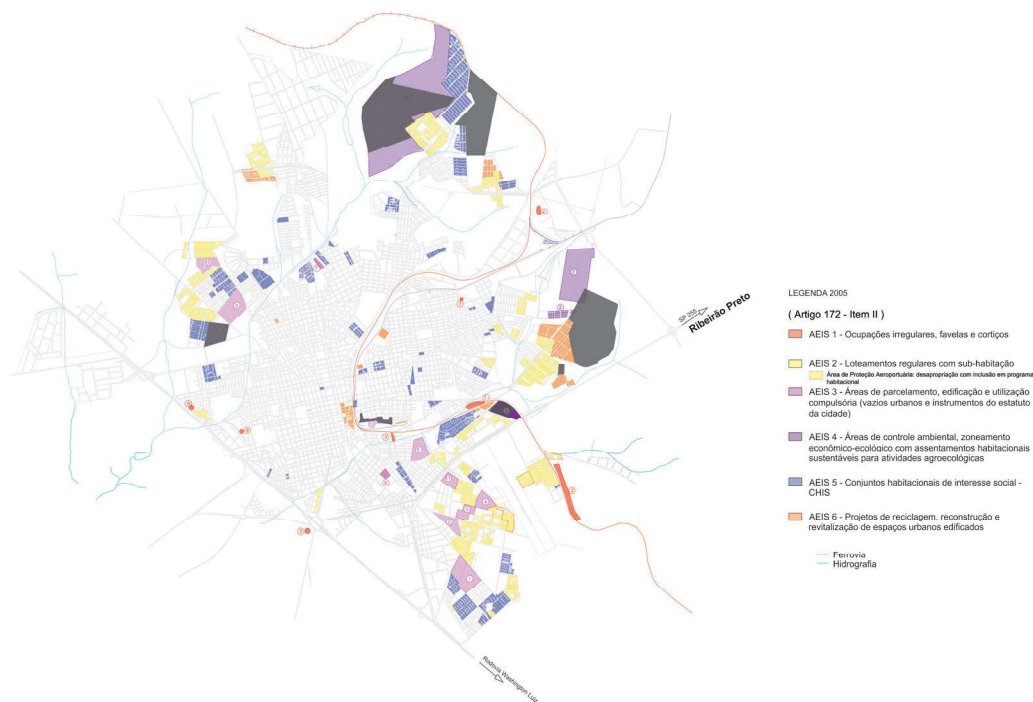 SP 255
Ribeirão Preto
Rodovia Washington Luiz
LEGENDA 2005
( Artigo 172 - Item II )
AEIS 1 - Ocupações irregulares, favelas e cortiços
AEIS 2 - Loteamentos regulares com sub-habitação
Área de Proteção Aeroportuária: desapropriação com inclusão em programa
habitacional
AEIS 3 - Áreas de parcelamento, edificação e utilização
compulsória (vazios urbanos e instrumentos do estatuto
da cidade)
AEIS 4 - Áreas de controle ambiental, zoneamento
econômico-ecológico com assentamentos habitacionais
sustentáveis para atividades agroecológicas
AEIS 5 - Conjuntos habitacionais de interesse social -
CHIS
AEIS 6 - Projetos de reciclagem, reconstrução e
revitalização de espaços urbanos edificados
Ferrovia
Hidrografia